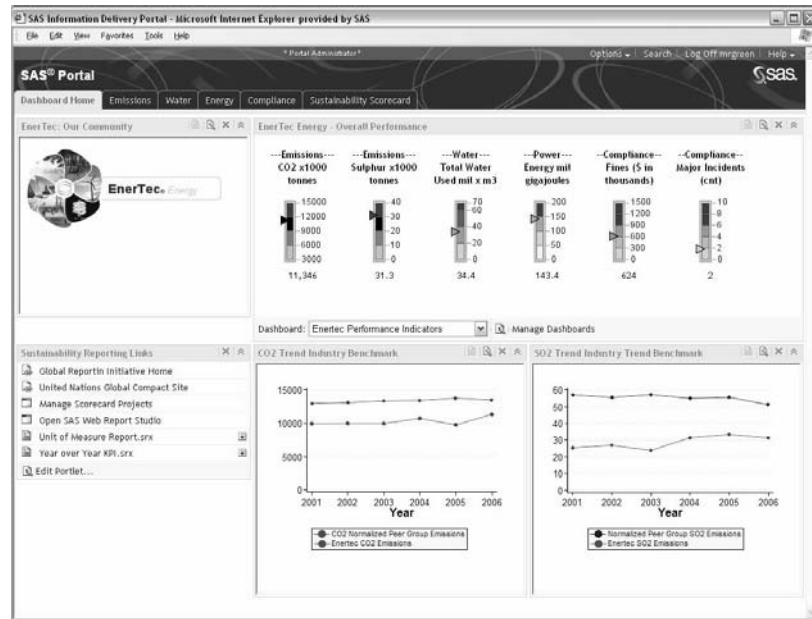 SAS Information Delivery Portal - Microsoft Internet Explorer provided by SAS
File Edit View Favorites Tools Help
*Portal Administrator* Options Search Log Off mrgreen Help
SAS® Portal
sas.
Dashboard Home Emissions Water Energy Compliance Sustainability Scorecard
EnerTec: Our Community
EnerTec® Energy
EnerTec Energy - Overall Performance
---Emissions--- ---Emissions--- ---Water--- ---Power--- --Compliance-- --Compliance--
CO2 x1000 Sulphur x1000 Total Water Energy mil Fines ($ in Major Incidents
tonnes tonnes Used mil x m3 gigajoules thousands) (cnt)
15000 40 70 200 1500 10
12000 30 60 150 1200 8
9000 20 40 100 900 6
6000 10 20 50 600 4
3000 0 0 0 300 2
0 0
11,346 31.3 34.4 143.4 624 2
Dashboard: Enertec Performance Indicators Manage Dashboards
Sustainability Reporting Links
Global Reportin Initiative Home
United Nations Global Compact Site
Manage Scorecard Projects
Open SAS Web Report Studio
Unit of Measure Report.srx
Year over Year KPI.srx
Edit Portlet...
CO2 Trend Industry Benchmark
15000
10000
5000
0
2001 2002 2003 2004 2005 2006
Year
CO2 Normalized Peer Group Emissions
Enertec CO2 Emissions
SO2 Trend Industry Trend Benchmark
60
50
40
30
20
10
0
2001 2002 2003 2004 2005 2006
Year
Normalized Peer Group SO2 Emissions
Enertec SO2 Emissions